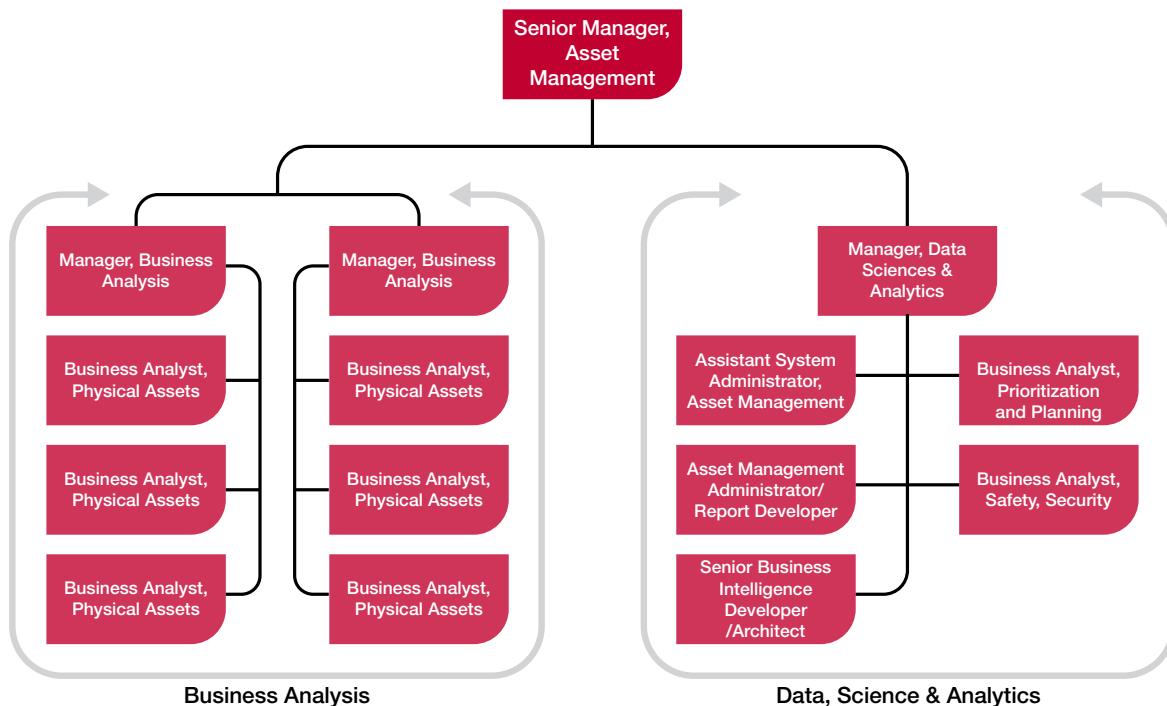 Senior Manager,
Asset
Management
Manager, Business
Analysis
Business Analyst,
Physical Assets
Business Analyst,
Physical Assets
Business Analyst,
Physical Assets
Manager, Business
Analysis
Business Analyst,
Physical Assets
Business Analyst,
Physical Assets
Business Analyst,
Physical Assets
Business Analysis
Manager, Data
Sciences &
Analytics
Assistant System
Administrator,
Asset Management
Business Analyst,
Prioritization
and Planning
Asset Management
Administrator/
Report Developer
Business Analyst,
Safety, Security
Senior Business
Intelligence
Developer
/Architect
Data, Science & Analytics